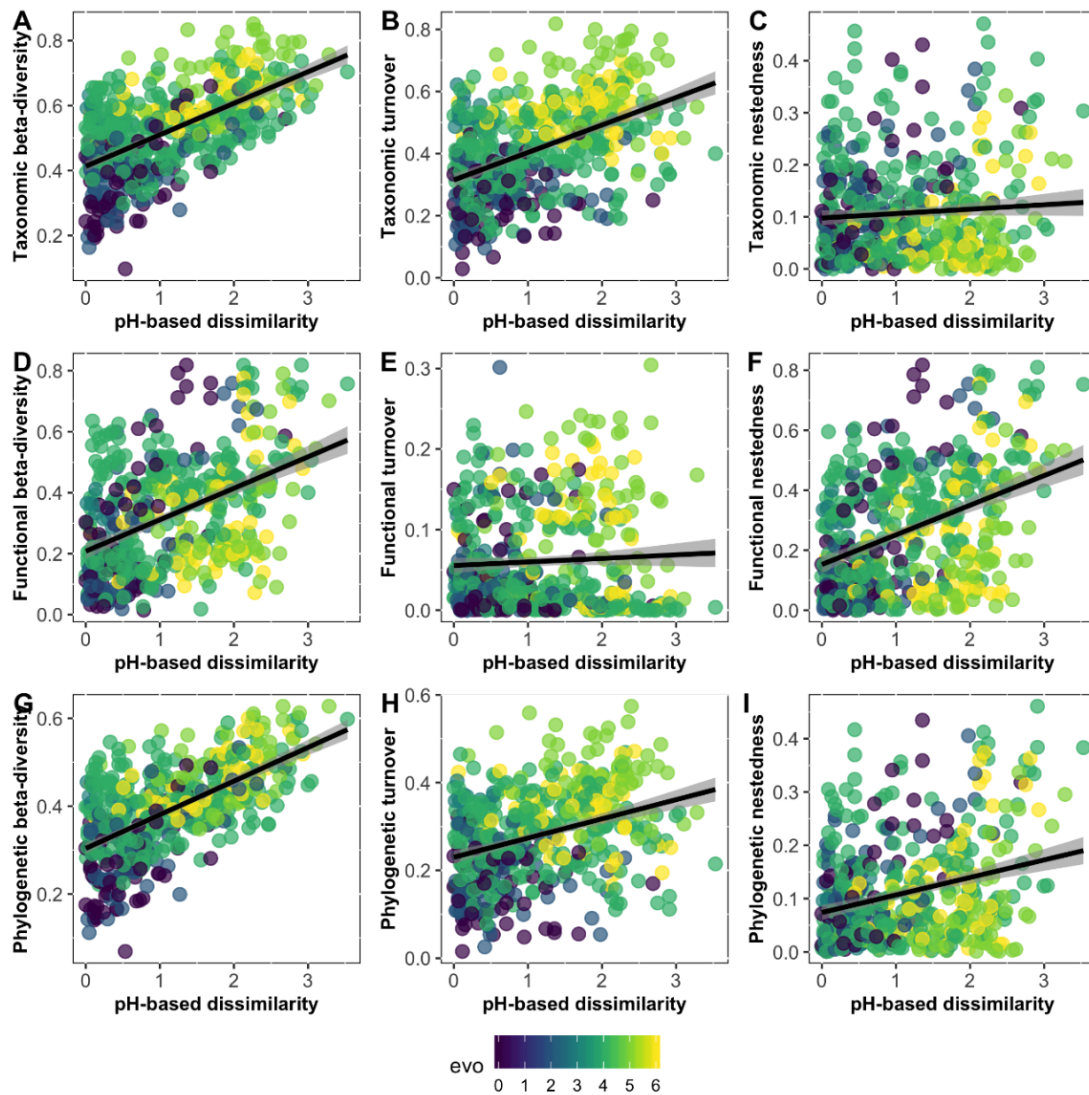 A B C
Taxonomic beta-diversity
0.8
0.6
0.4
0.2
0 1 2 3
pH-based dissimilarity
Taxonomic turnover
0.8
0.6
0.4
0.2
0.0
0 1 2 3
pH-based dissimilarity
Taxonomic nestedness
0.4
0.3
0.2
0.1
0.0
0 1 2 3
pH-based dissimilarity
D E F
Functional beta-diversity
0.8
0.6
0.4
0.2
0.0
0 1 2 3
pH-based dissimilarity
Functional turnover
0.3
0.2
0.1
0.0
0 1 2 3
pH-based dissimilarity
Functional nestedness
0.8
0.6
0.4
0.2
0.0
0 1 2 3
pH-based dissimilarity
G H I
Phylogenetic beta-diversity
0.6
0.4
0.2
0 1 2 3
pH-based dissimilarity
Phylogenetic turnover
0.6
0.4
0.2
0.0
0 1 2 3
pH-based dissimilarity
Phylogenetic nestedness
0.4
0.3
0.2
0.1
0.0
0 1 2 3
pH-based dissimilarity
evo
0 1 2 3 4 5 6